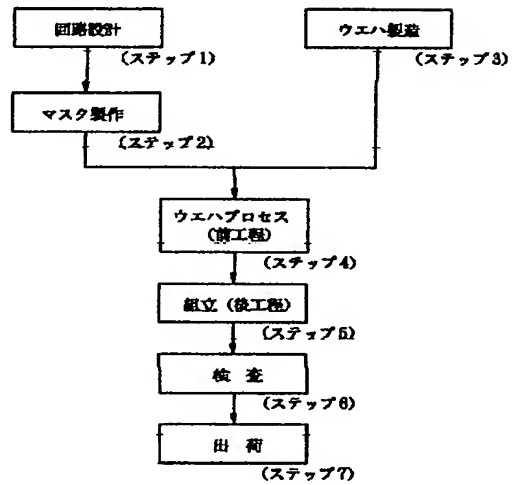 回路設計
(ステップ1)
ウエハ製造
(ステップ3)
マスク製作
(ステップ2)
ウエハプロセス
(前工程)
(ステップ4)
組立(後工程)
(ステップ5)
検 査
(ステップ6)
出 荷
(ステップ7)